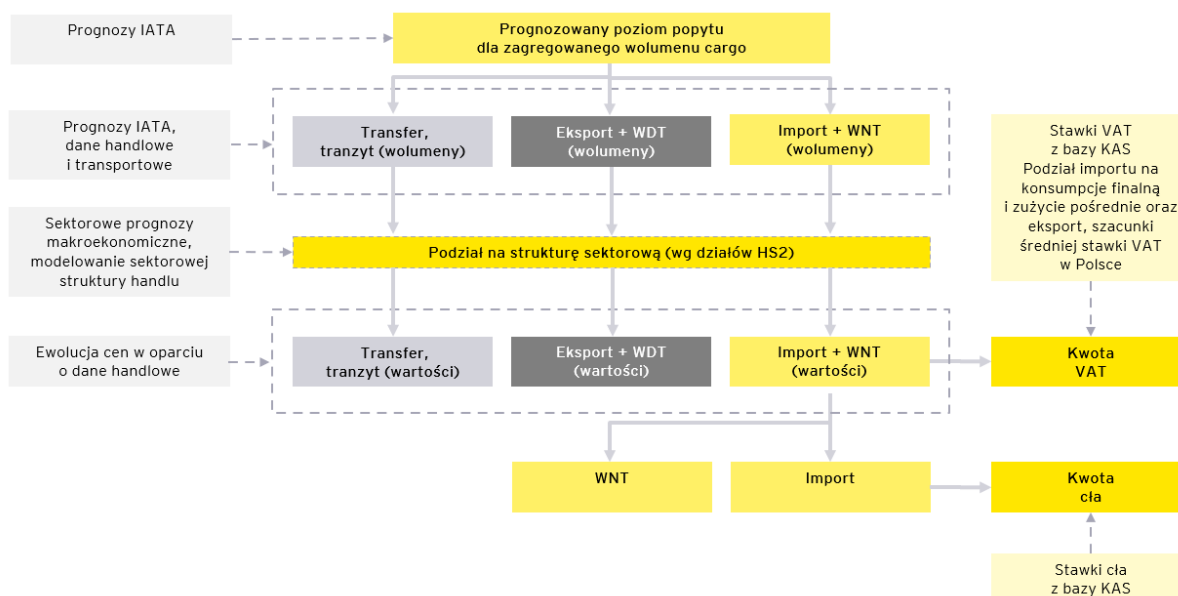 Prognozy IATA
Prognozowany poziom popytu
dla zagregowanego wolumenu cargo
Prognozy IATA,
dane handlowe
i transportowe
Transfer,
tranzyt (wolumeny)
Eksport + WDT
(wolumeny)
Import + WNT
(wolumeny)
Stawki VAT
z bazy KAS
Podział importu na
konsumpcje finalną
i zużycie pośrednie oraz
eksport, szacunki
średniej stawki VAT
w Polsce
Sektorowe prognozy
makroekonomiczne,
modelowanie sektorowej
struktury handlu
Podział na strukturę sektorową (wg działów HS2)
Ewolucja cen w oparciu
o dane handlowe
Transfer,
tranzyt (wartości)
Eksport + WDT
(wartości)
Import + WNT
(wartości)
Kwota
VAT
WNT
Import
Kwota
cła
Stawki cła
z bazy KAS